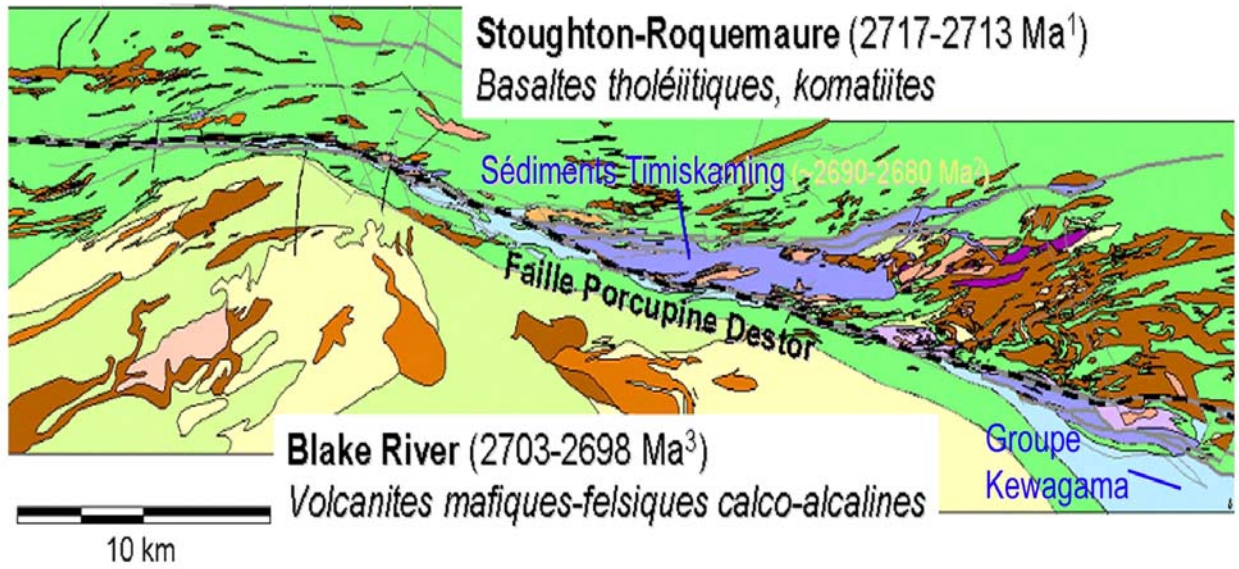 Stoughton-Roquemaure (2717-2713 Ma¹)
Basaltes tholéiitiques, komatiites
Sédiments Timiskaming (~2690-2680 Ma²)
Faille Porcupine Destor
Blake River (2703-2698 Ma³)
Volcanites mafiques-felsiques calco-alcalines
Groupe
Kewagama
10 km